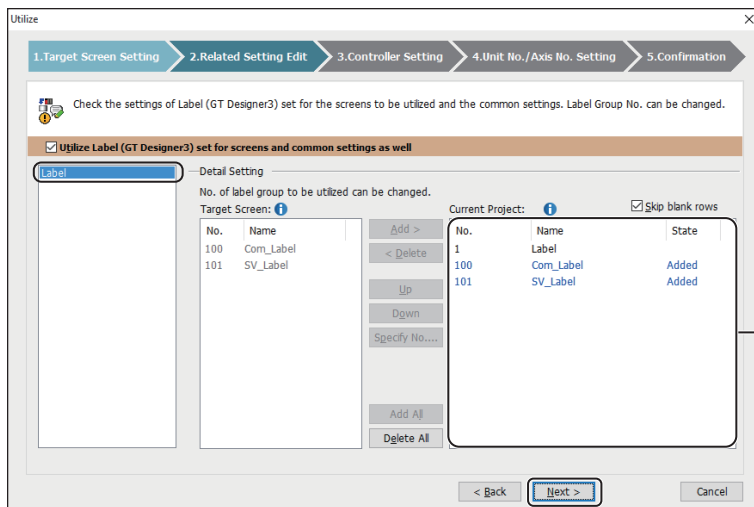 Utilize
1.Target Screen Setting 2.Related Setting Edit 3.Controller Setting 4.Unit No./Axis No. Setting 5.Confirmation
Check the settings of Label (GT Designer3) set for the screens to be utilized and the common settings. Label Group No. can be changed.
Utilize Label (GT Designer3) set for screens and common settings as well
Label
Detail Setting
No. of label group to be utilized can be changed.
Target Screen:
No. Name
100 Com_Label
101 SV_Label
Add >
< Delete
Up
Down
Specify No....
Add All
Delete All
Current Project: Skip blank rows
No. Name State
1 Label
100 Com_Label Added
101 SV_Label Added
< Back Next > Cancel